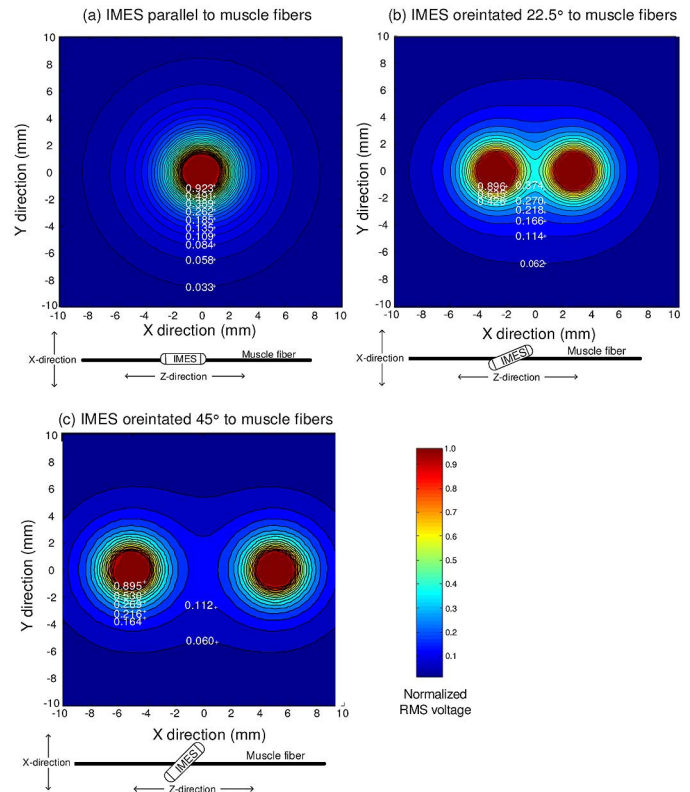 (a) IMES parallel to muscle fibers
Y direction (mm)
10
8
6
4
2
0
-2
-4
-6
-8
-10
0.923
0.262
0.185
0.135
0.109
0.084
0.058
0.033
-10 -8 -6 -4 -2 0 2 4 6 8 10
X direction (mm)
X-direction
IMES
Muscle fiber
Z-direction
(b) IMES oreintated 22.5° to muscle fibers
Y direction (mm)
10
8
6
4
2
0
-2
-4
-6
-8
-10
0.896 0.374
0.426 0.270
0.218
0.166
0.114
0.062
-10 -8 -6 -4 -2 0 2 4 6 8 10
X direction (mm)
X-direction
IMES
Muscle fiber
Z-direction
(c) IMES oreintated 45° to muscle fibers
Y direction (mm)
10
8
6
4
2
0
-2
-4
-6
-8
-10
0.895
0.530
0.269
0.216
0.164
0.112
0.060
-10 -8 -6 -4 -2 0 2 4 6 8 10
X direction (mm)
X-direction
IMES
Muscle fiber
Z-direction
1.0
0.9
0.8
0.7
0.6
0.5
0.4
0.3
0.2
0.1
Normalized
RMS voltage